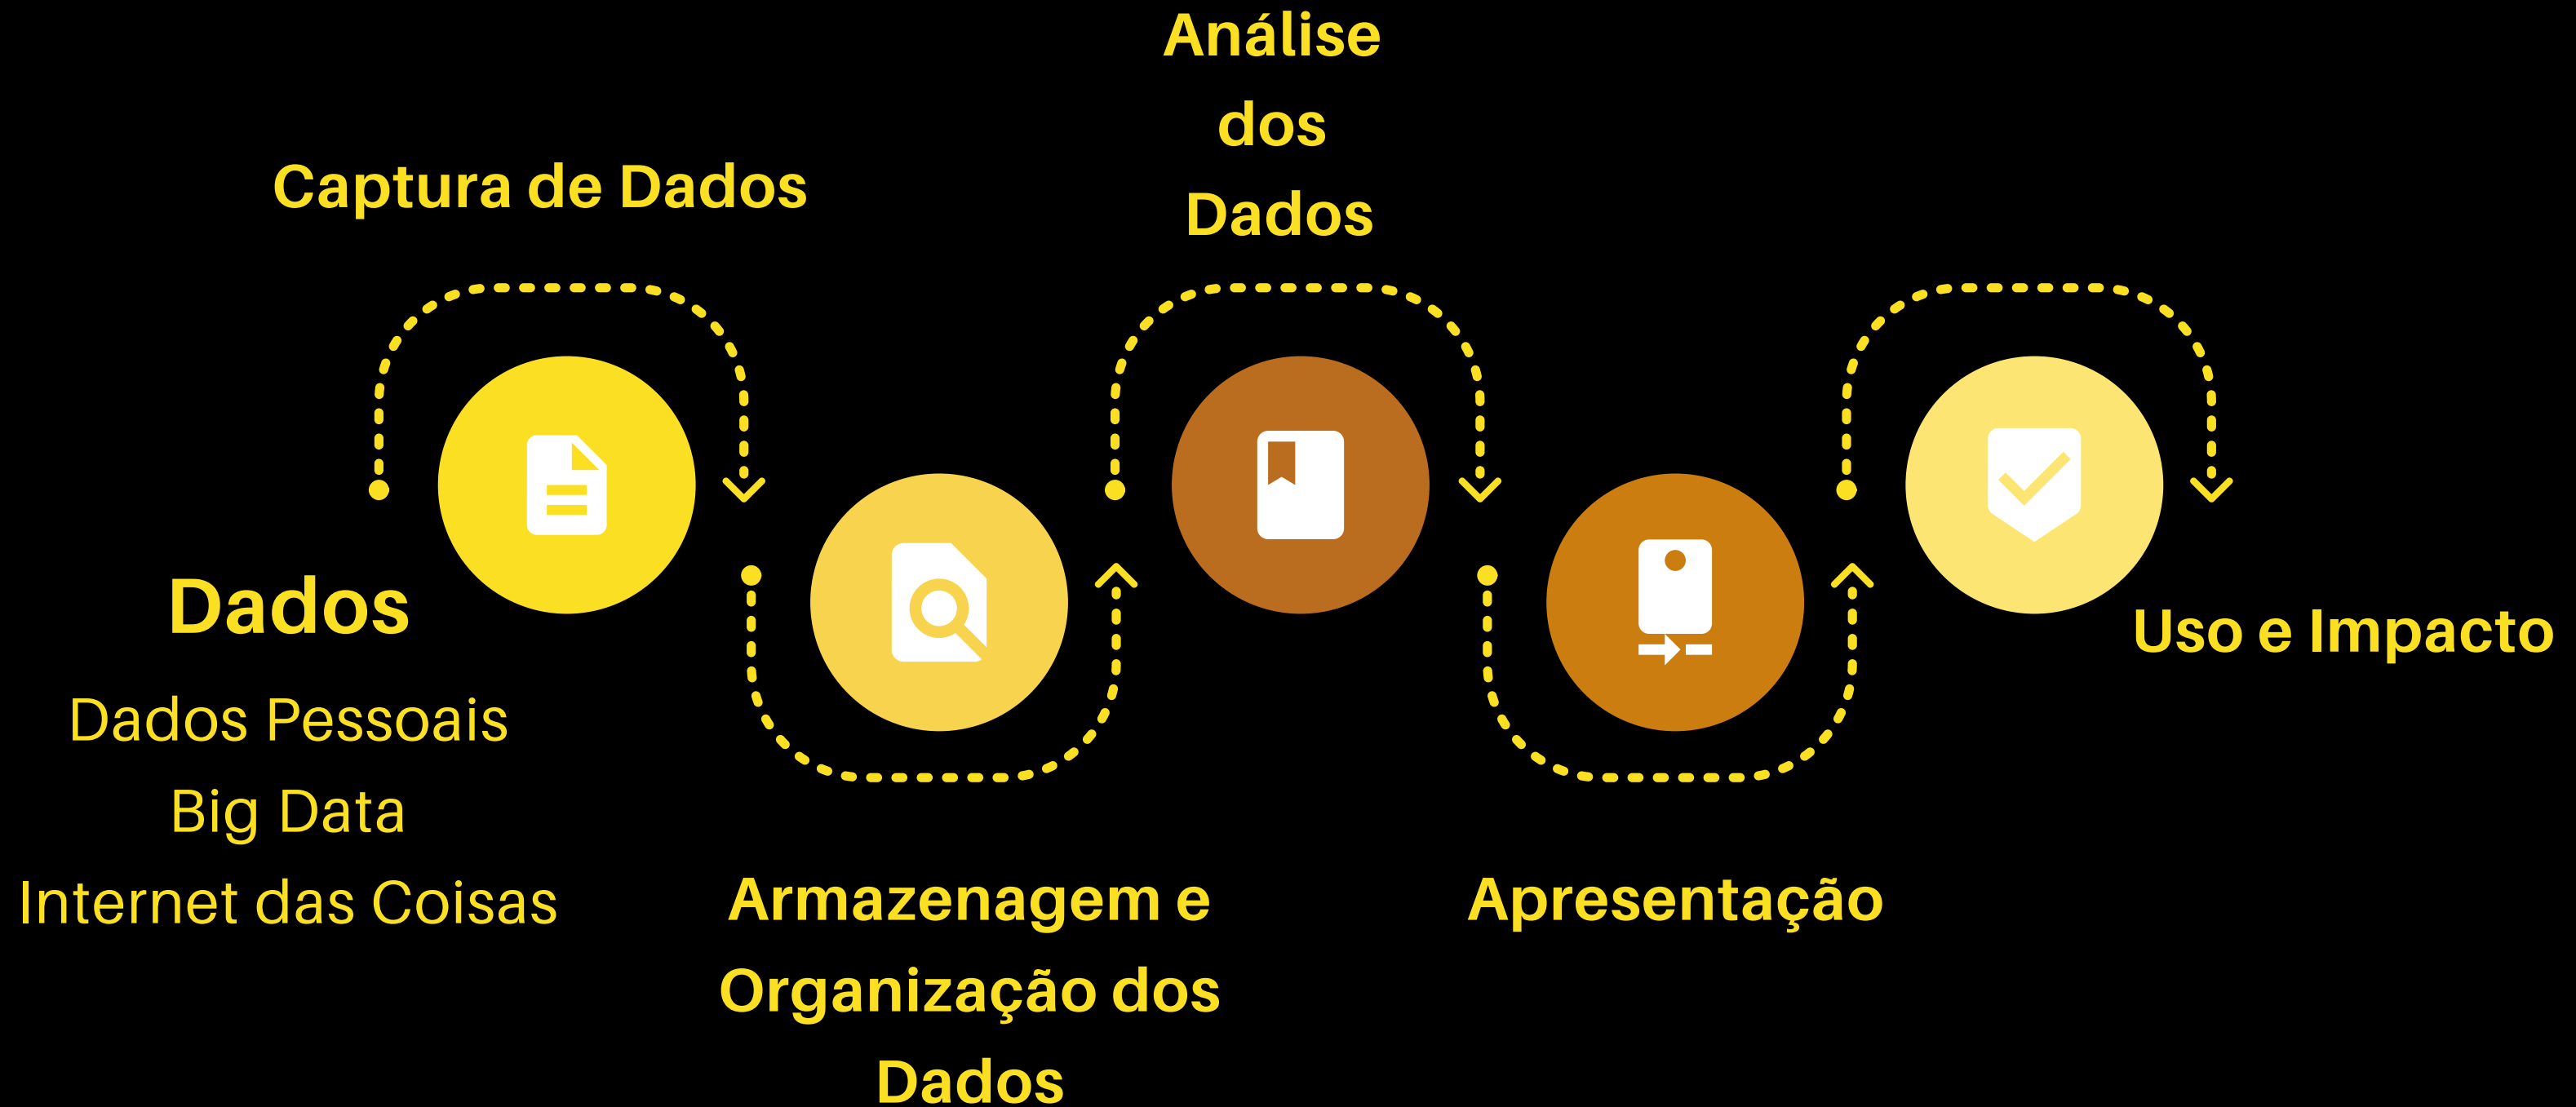 Dados
Dados Pessoais
Big Data
Internet das Coisas
Captura de Dados
Armazenagem e
Organização dos
Dados
Análise
dos
Dados
Apresentação
Uso e Impacto